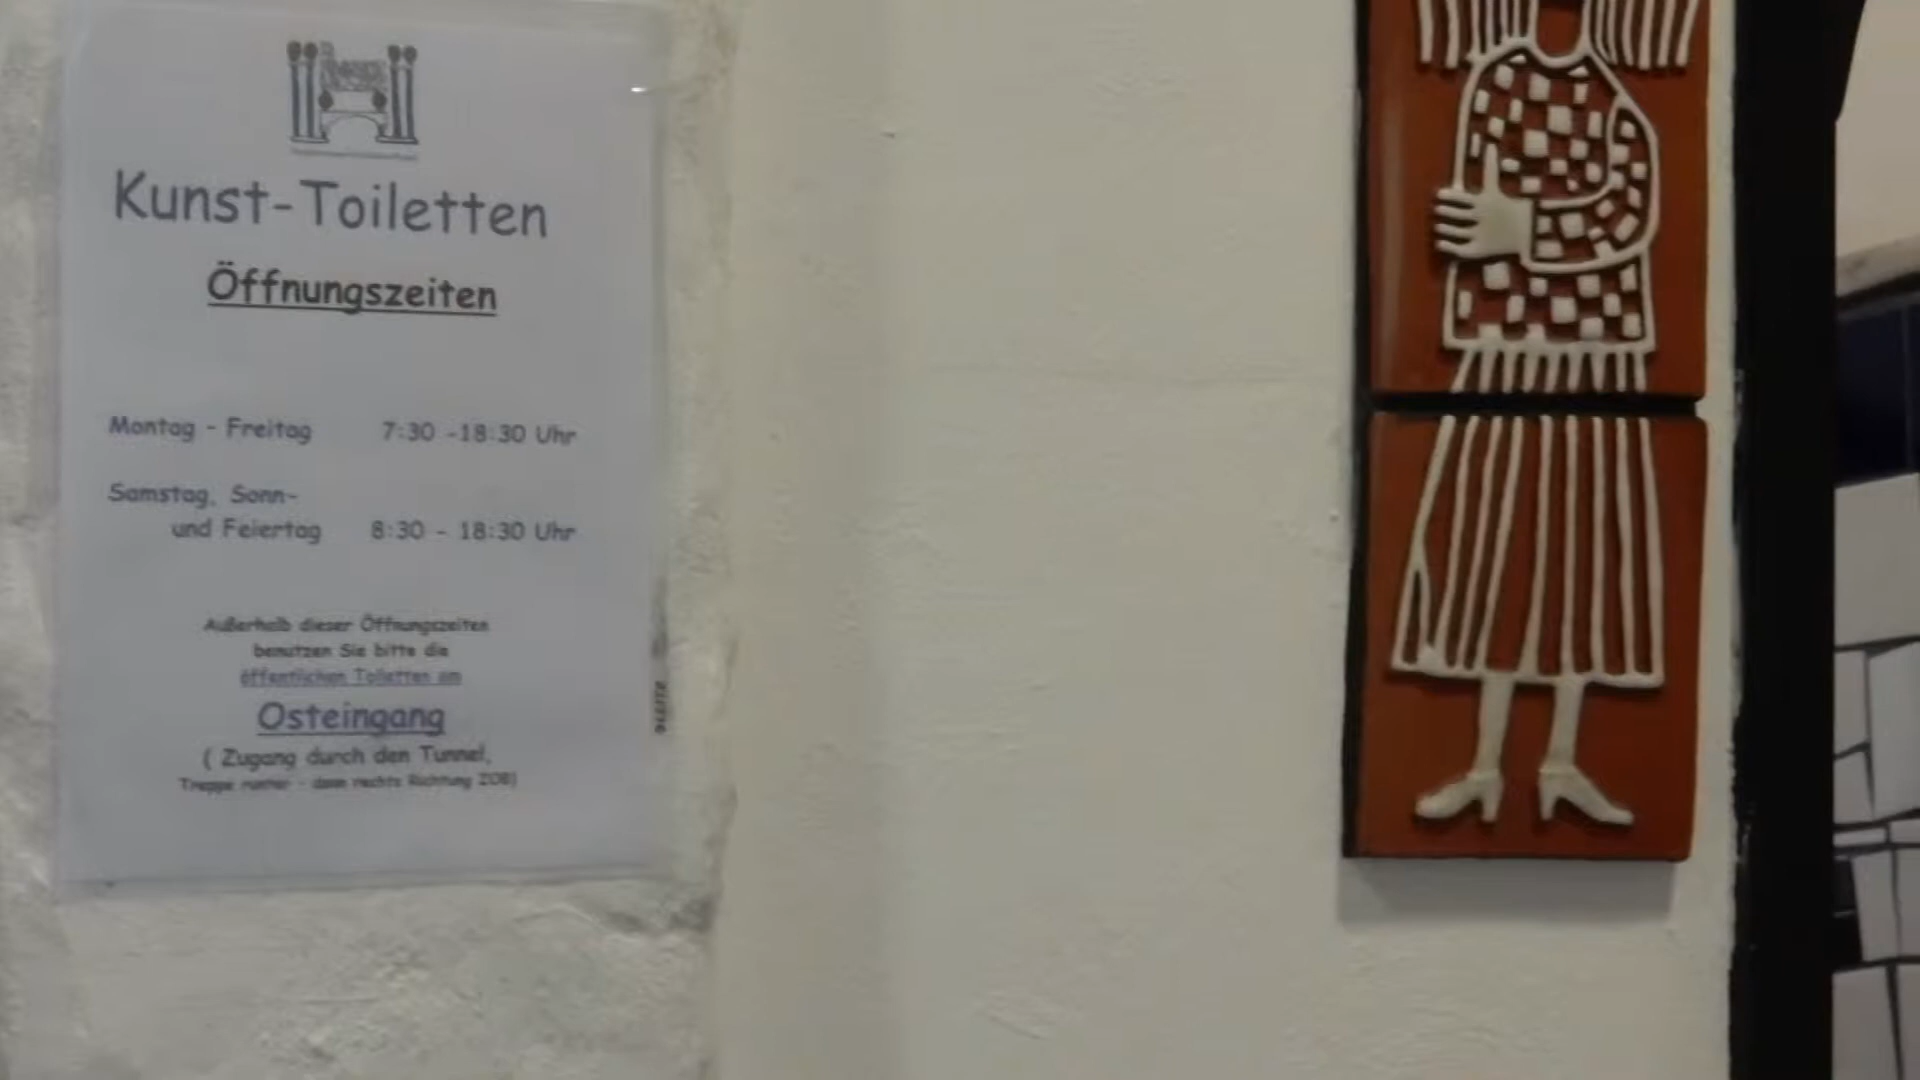 Kunst-Toiletten
Öffnungszeiten
Montag - Freitag 7:30 -18:30 Uhr
Samstag, Sonn-
und Feiertag 8:30 - 18:30 Uhr
Außerhalb dieser Öffnungszeiten
benutzen Sie bitte die
öffentlichen Toiletten am
Osteingang
( Zugang durch den Tunnel,
Treppe runter - dann rechts Richtung ZOB)